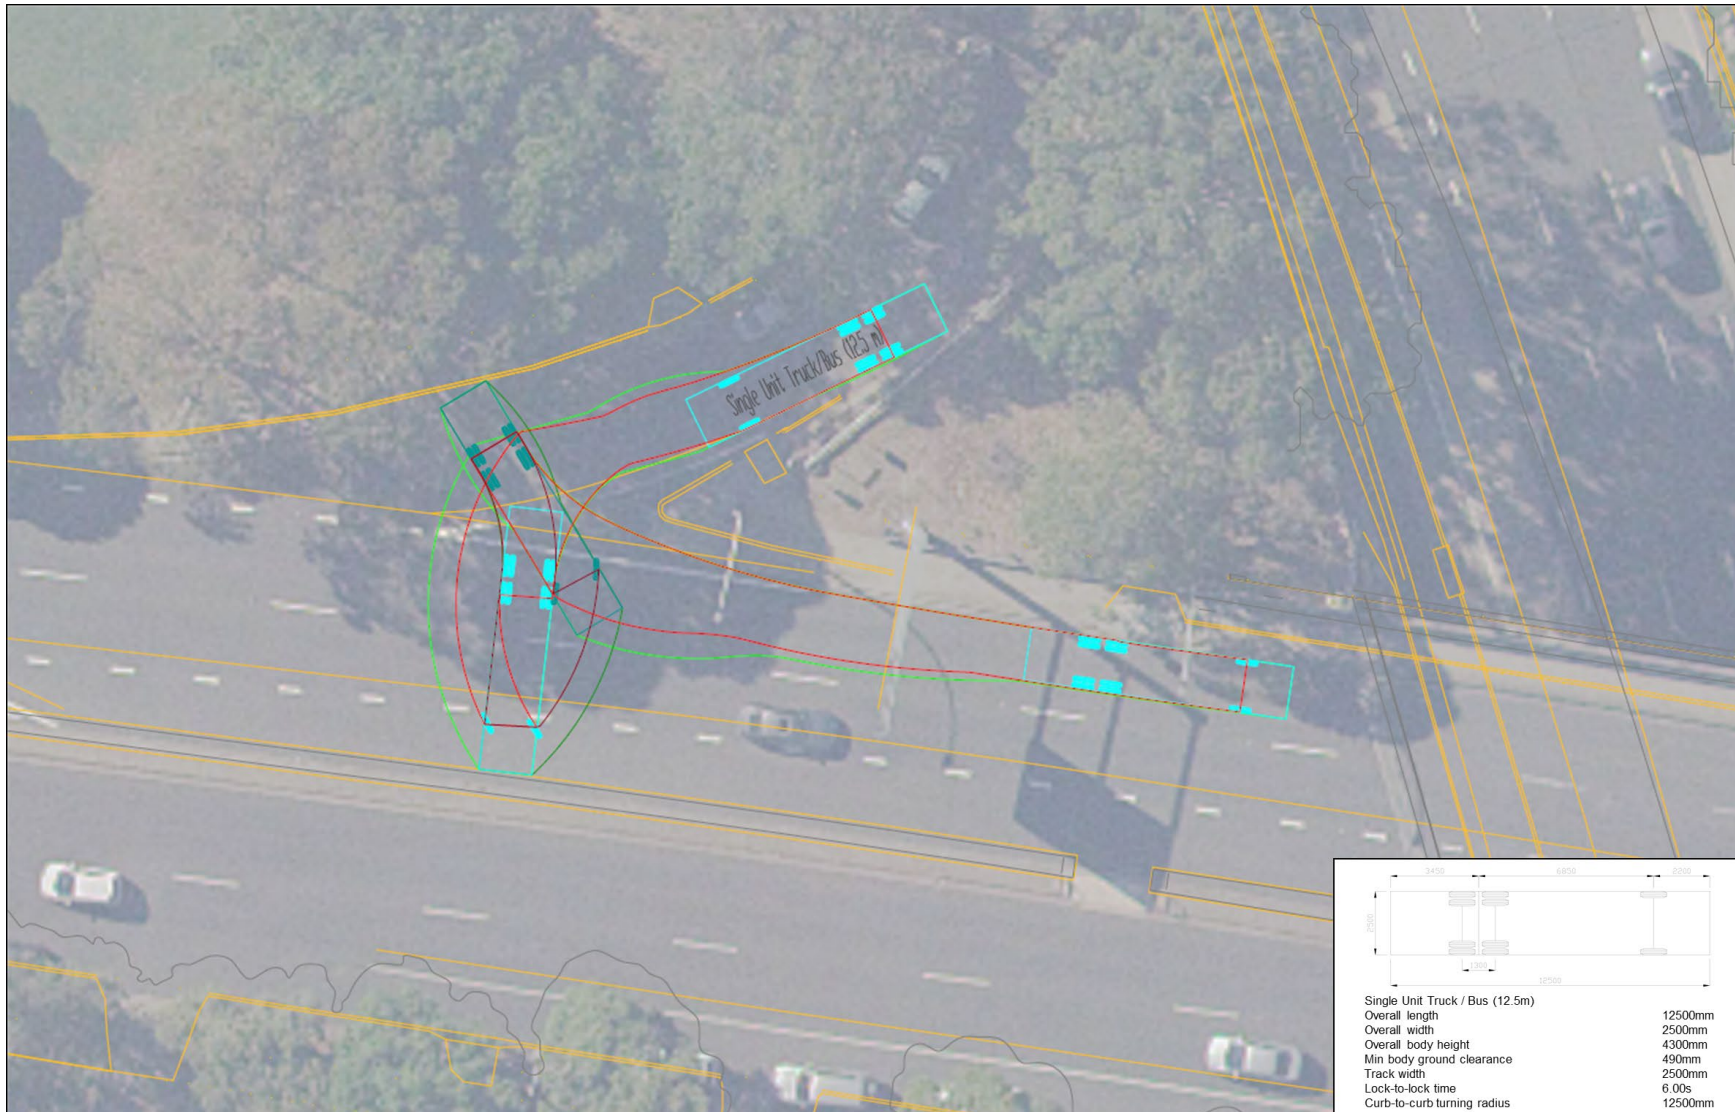 Single Unit Truck/Bus (12.5 m)
3450 6850 2200
2500
1300
12500
Single Unit Truck / Bus (12.5m)
Overall length 12500mm
Overall width 2500mm
Overall body height 4300mm
Min body ground clearance 490mm
Track width 2500mm
Lock-to-lock time 6.00s
Curb-to-curb turning radius 12500mm